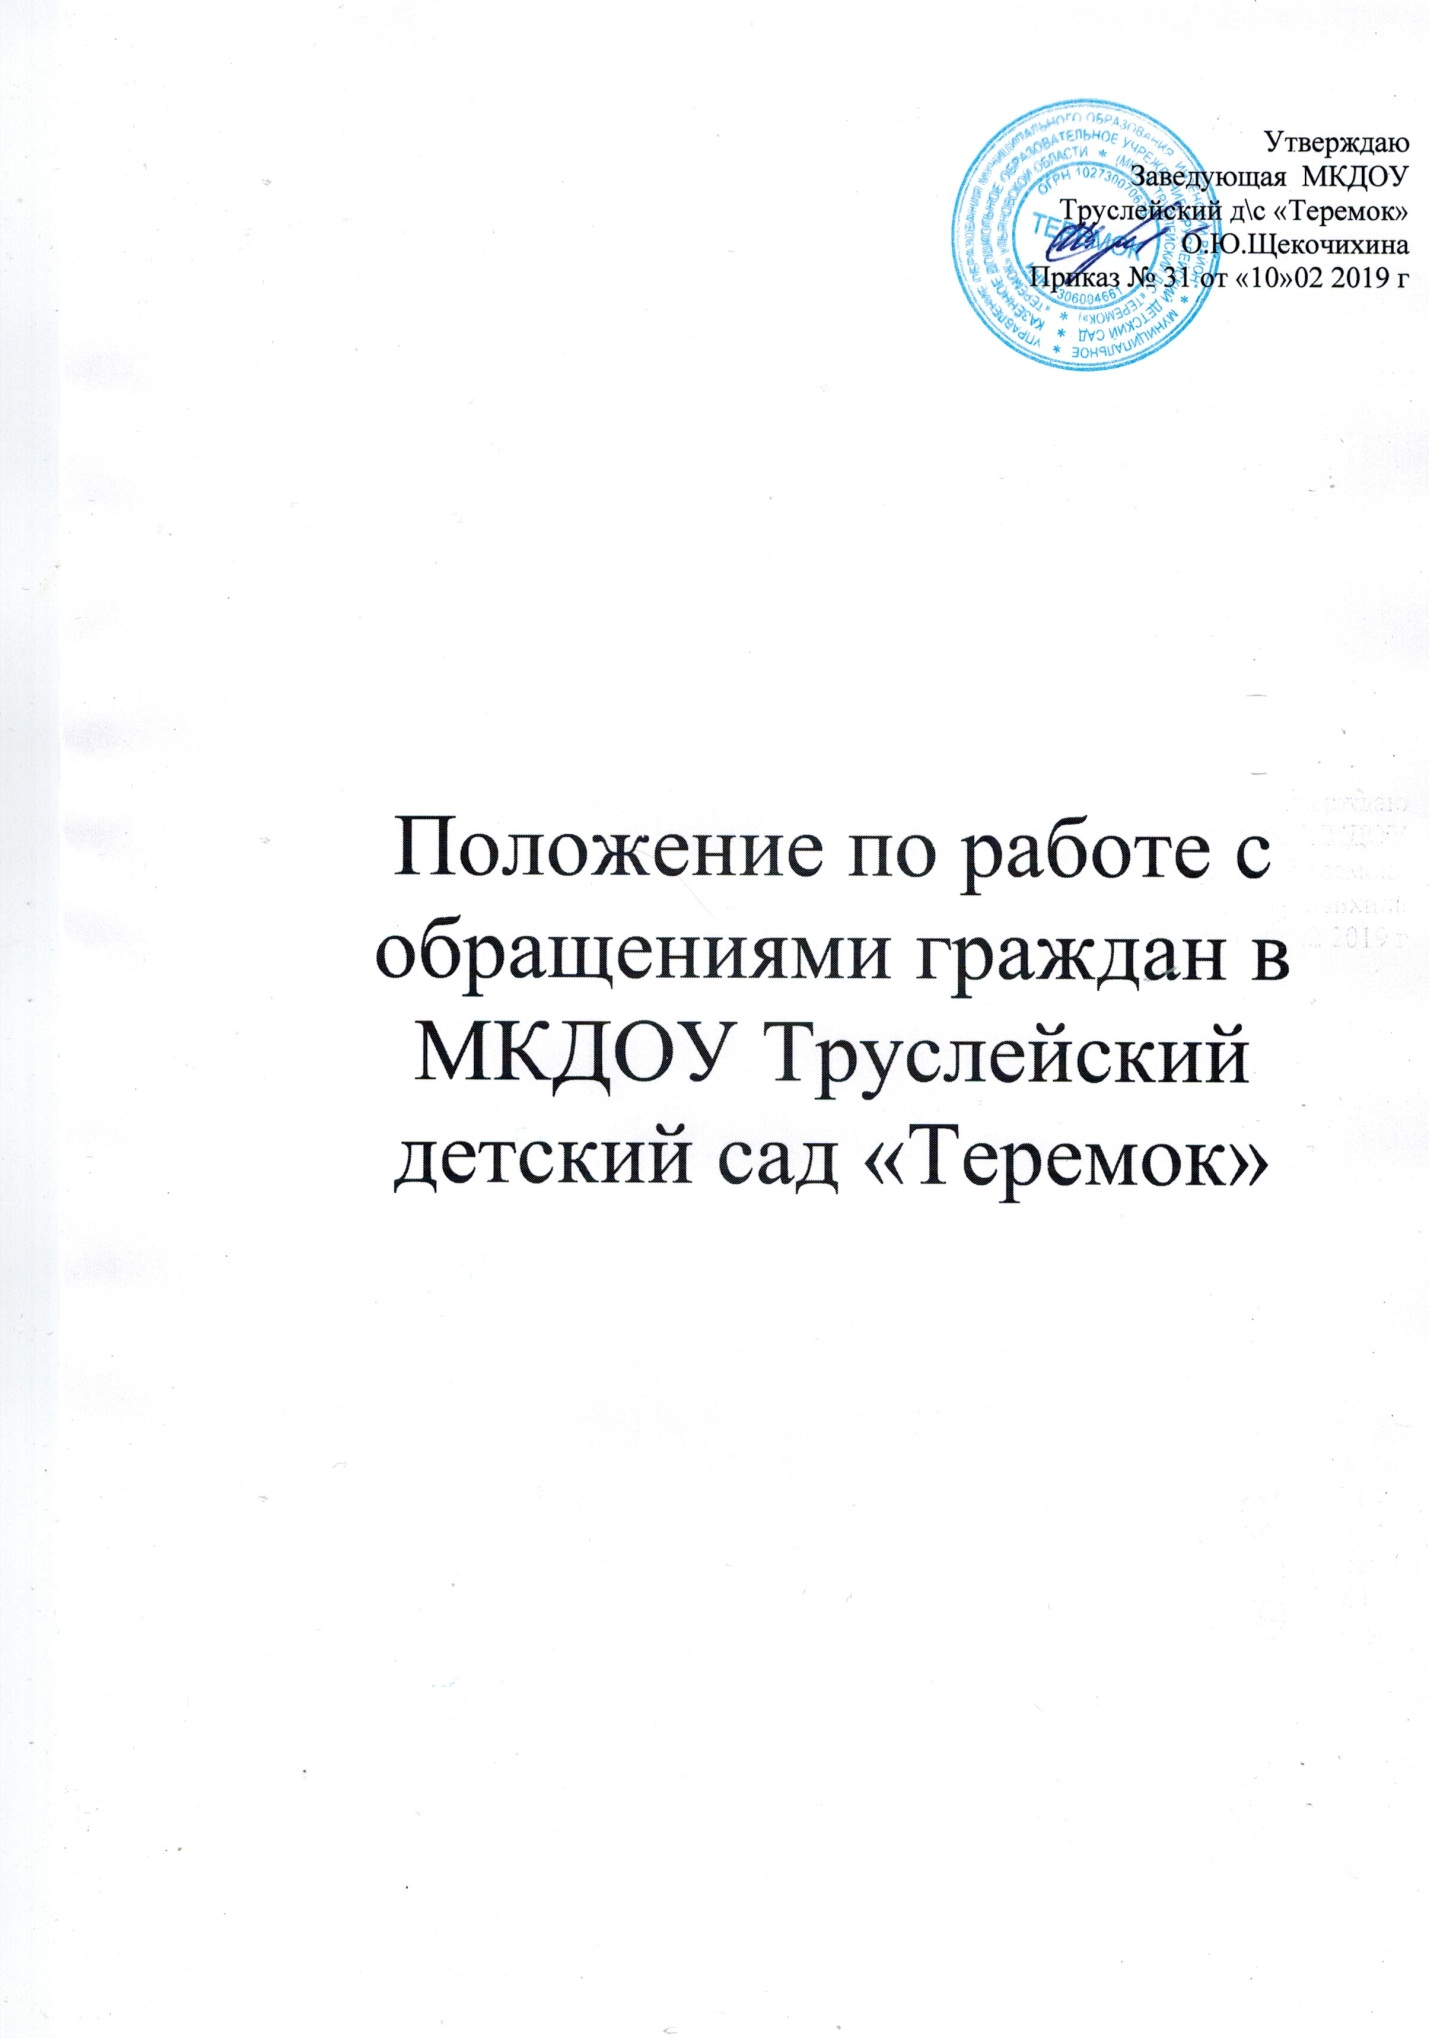 Утверждаю
Заведующая МКДОУ
Труслейский д\с «Теремок»
О.Ю.Щекочихина
Приказ № 31 от «10»02 2019 г
ТЕРЕМОК
Положение по работе с
обращениями граждан в
МКДОУ Труслейский
детский сад «Теремок»